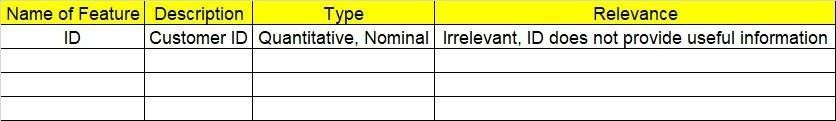 Name of Feature Description Type Relevance
ID Customer ID Quantitative, Nominal Irrelevant, ID does not provide useful information